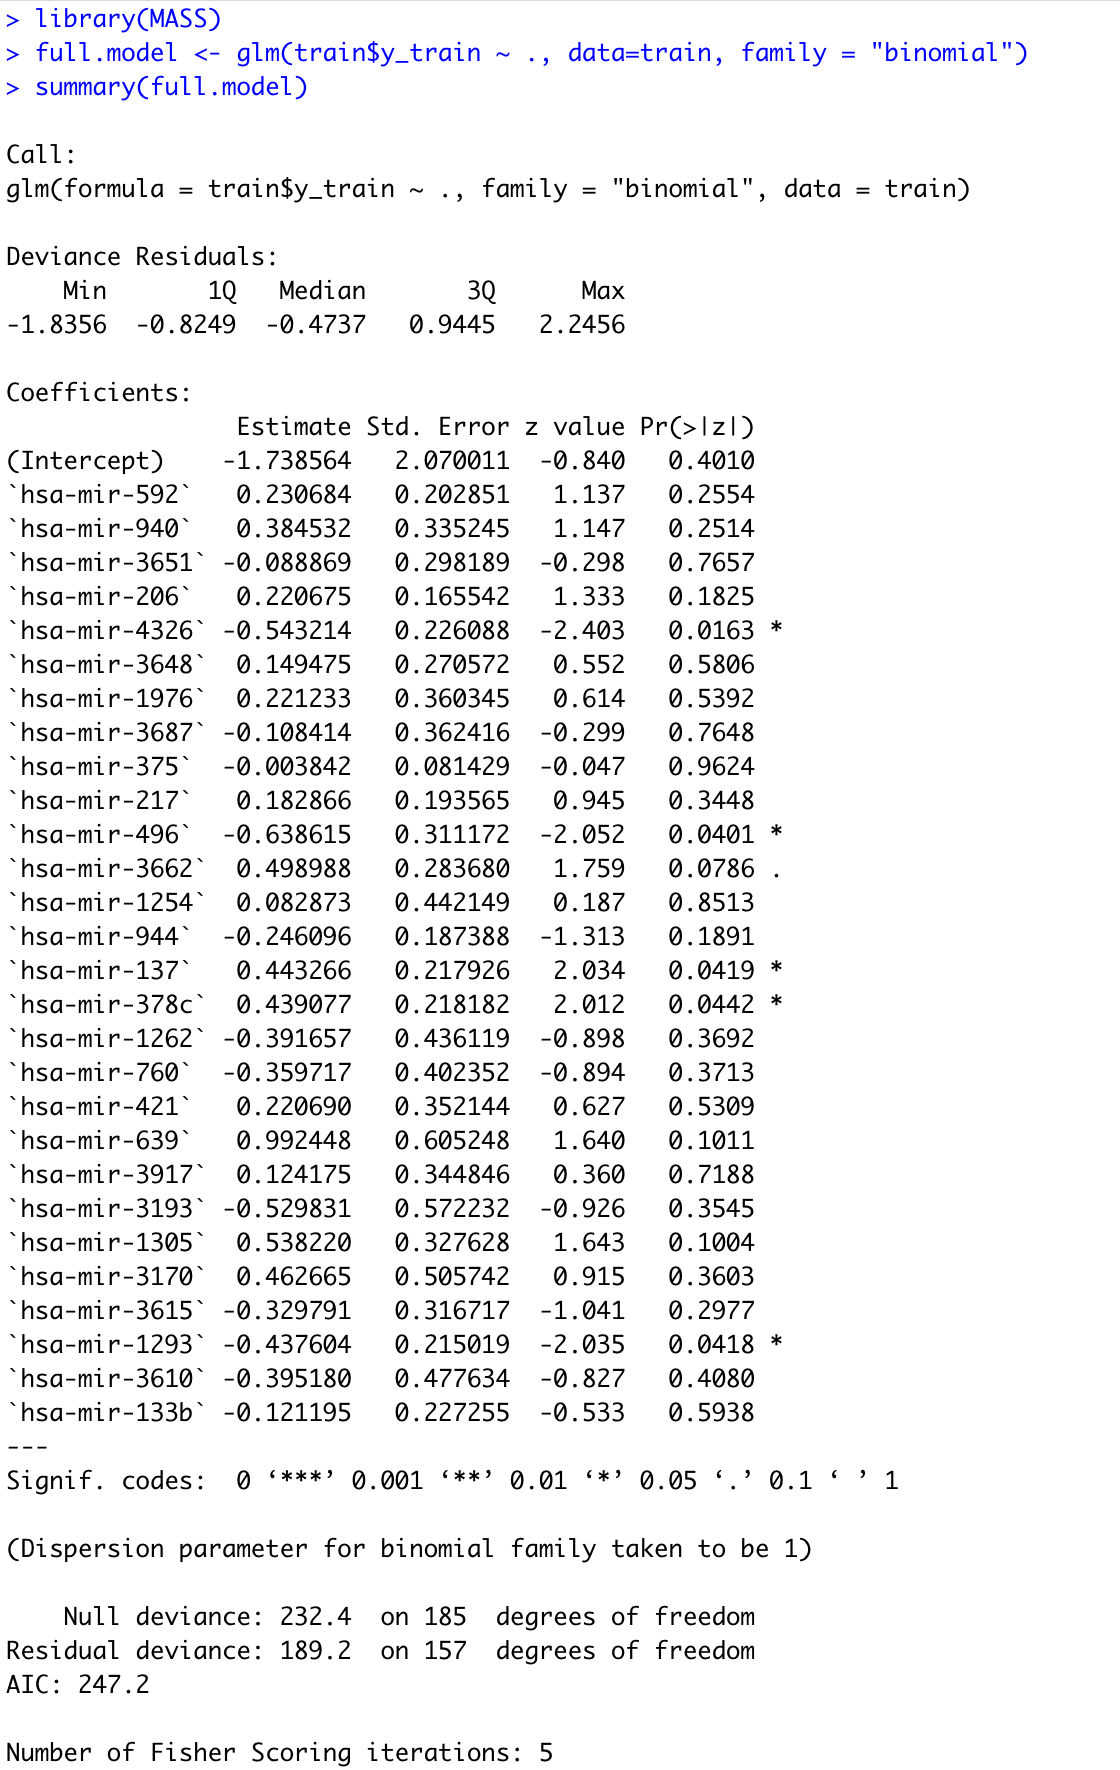 > library(MASS)
> full.model <- glm(train$y_train ~ ., data=train, family = "binomial")
> summary(full.model)
Call:
glm(formula = train$y_train ~ ., family = "binomial", data = train)
Deviance Residuals:
    Min       1Q   Median       3Q      Max
-1.8356  -0.8249  -0.4737   0.9445   2.2456
Coefficients:
                Estimate Std. Error z value Pr(>|z|)
(Intercept)    -1.738564   2.070011  -0.840   0.4010
`hsa-mir-592`   0.230684   0.202851   1.137   0.2554
`hsa-mir-940`   0.384532   0.335245   1.147   0.2514
`hsa-mir-3651` -0.088869   0.298189  -0.298   0.7657
`hsa-mir-206`   0.220675   0.165542   1.333   0.1825
`hsa-mir-4326` -0.543214   0.226088  -2.403   0.0163 *
`hsa-mir-3648`  0.149475   0.270572   0.552   0.5806
`hsa-mir-1976`  0.221233   0.360345   0.614   0.5392
`hsa-mir-3687` -0.108414   0.362416  -0.299   0.7648
`hsa-mir-375`  -0.003842   0.081429  -0.047   0.9624
`hsa-mir-217`   0.182866   0.193565   0.945   0.3448
`hsa-mir-496`  -0.638615   0.311172  -2.052   0.0401 *
`hsa-mir-3662`  0.498988   0.283680   1.759   0.0786 .
`hsa-mir-1254`  0.082873   0.442149   0.187   0.8513
`hsa-mir-944`  -0.246096   0.187388  -1.313   0.1891
`hsa-mir-137`   0.443266   0.217926   2.034   0.0419 *
`hsa-mir-378c`  0.439077   0.218182   2.012   0.0442 *
`hsa-mir-1262` -0.391657   0.436119  -0.898   0.3692
`hsa-mir-760`  -0.359717   0.402352  -0.894   0.3713
`hsa-mir-421`   0.220690   0.352144   0.627   0.5309
`hsa-mir-639`   0.992448   0.605248   1.640   0.1011
`hsa-mir-3917`  0.124175   0.344846   0.360   0.7188
`hsa-mir-3193` -0.529831   0.572232  -0.926   0.3545
`hsa-mir-1305`  0.538220   0.327628   1.643   0.1004
`hsa-mir-3170`  0.462665   0.505742   0.915   0.3603
`hsa-mir-3615` -0.329791   0.316717  -1.041   0.2977
`hsa-mir-1293` -0.437604   0.215019  -2.035   0.0418 *
`hsa-mir-3610` -0.395180   0.477634  -0.827   0.4080
`hsa-mir-133b` -0.121195   0.227255  -0.533   0.5938
---
Signif. codes:  0 ‘***’ 0.001 ‘**’ 0.01 ‘*’ 0.05 ‘.’ 0.1 ‘ ’ 1
(Dispersion parameter for binomial family taken to be 1)
    Null deviance: 232.4  on 185  degrees of freedom
Residual deviance: 189.2  on 157  degrees of freedom
AIC: 247.2
Number of Fisher Scoring iterations: 5